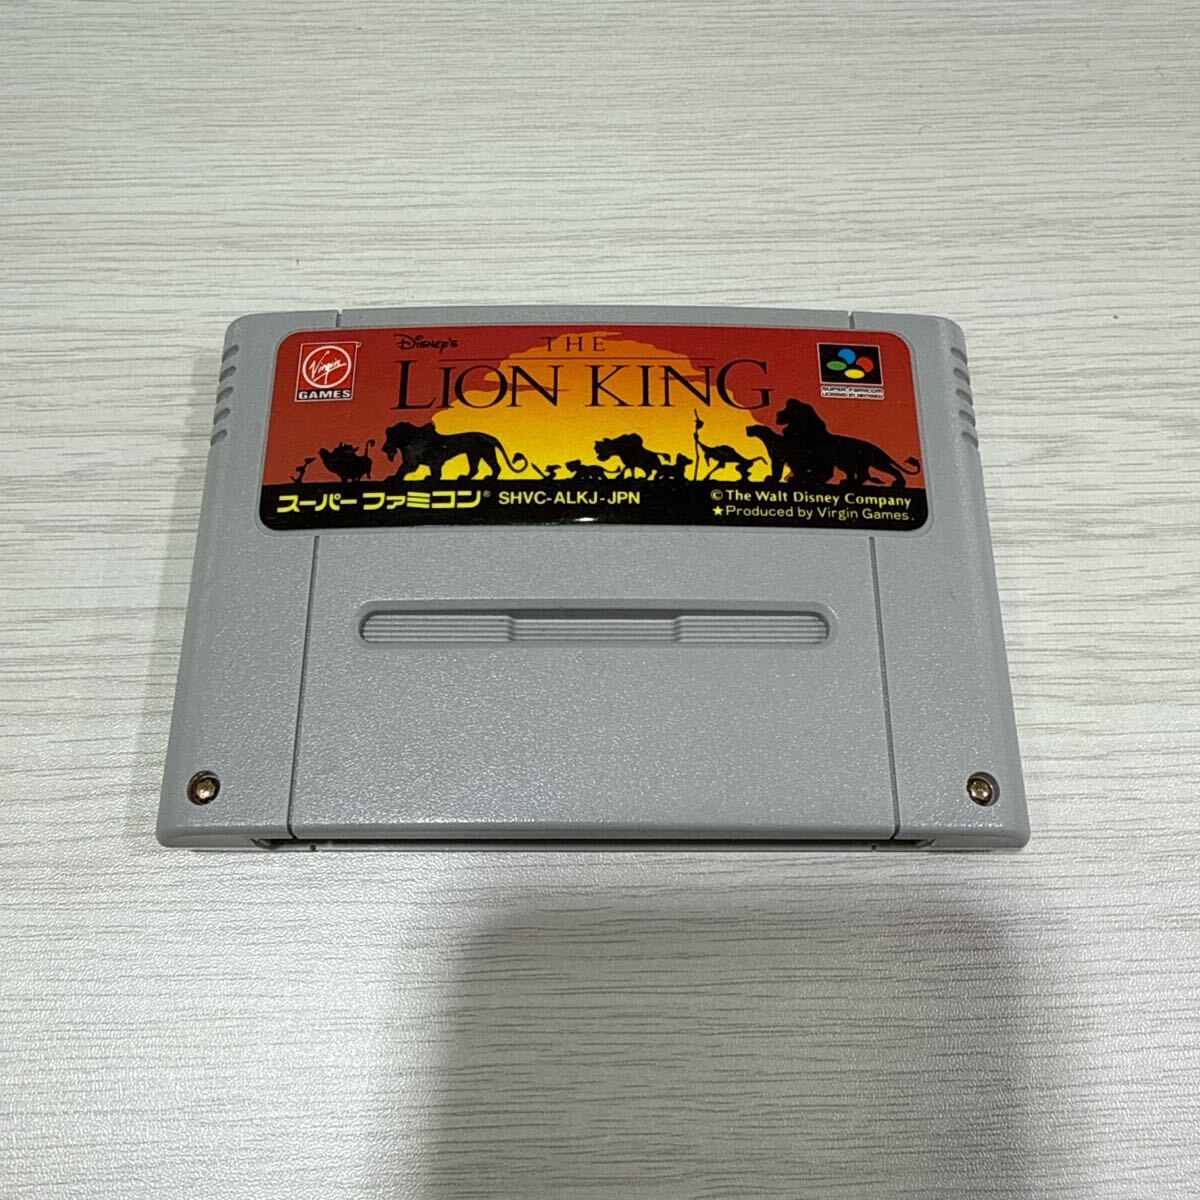 Disney's
THE
LION KING
Virgin
GAMES
SUPER FAMICOM
LICENSED BY NINTENDO
スーパーファミコン® SHVC-ALKJ-JPN
© The Walt Disney Company
★Produced by Virgin Games.